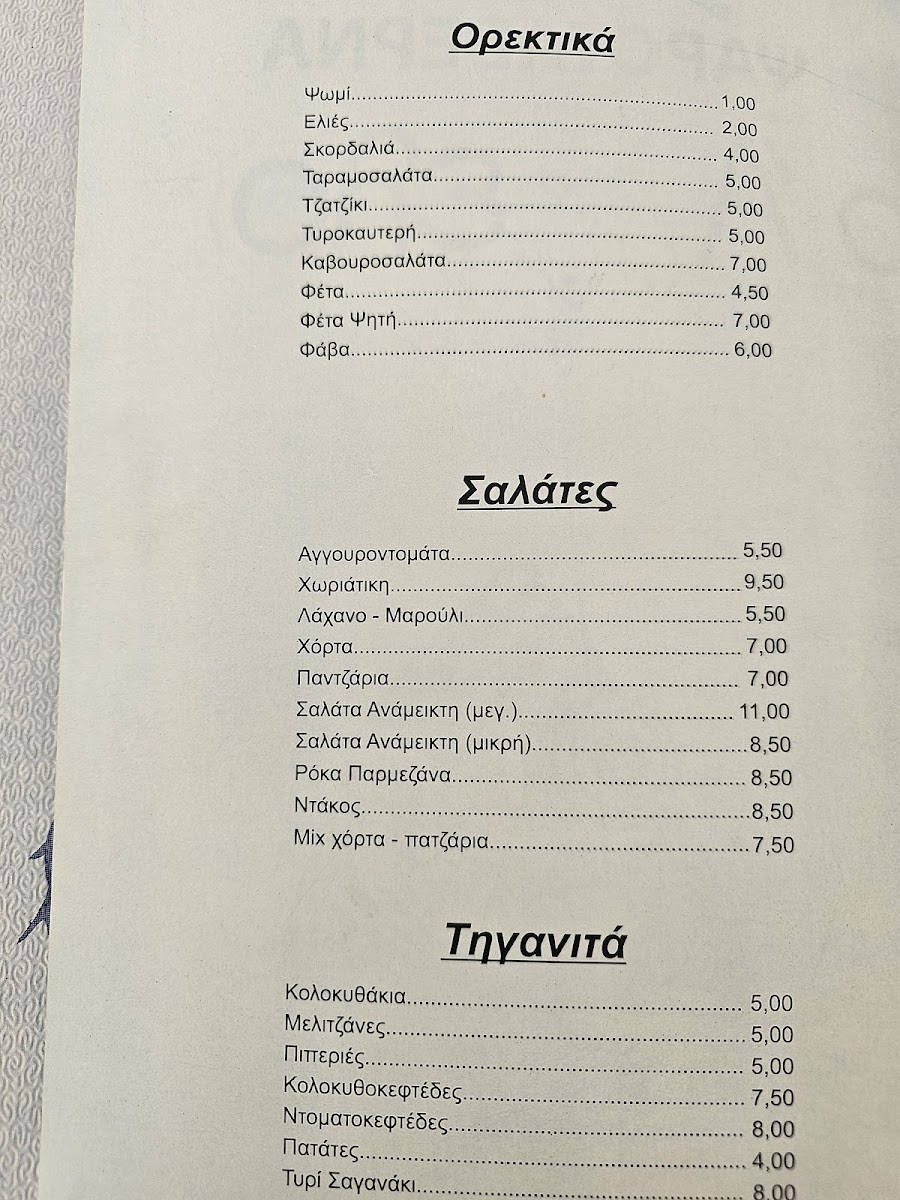 Ορεκτικά
Ψωμί........................................................................1,00
Ελιές........................................................................ 2,00
Σκορδαλιά................................................................ 4,00
Ταραμοσαλάτα......................................................... 5,00
Τζατζίκι..................................................................... 5,00
Τυροκαυτερή............................................................ 5,00
Καβουροσαλάτα....................................................... 7,00
Φέτα.......................................................................... 4,50
Φέτα Ψητή................................................................ 7,00
Φάβα......................................................................... 6,00
Σαλάτες
Αγγουροντομάτα...................................................... 5,50
Χωριάτικη..................................................................9,50
Λάχανο - Μαρούλι.................................................... 5,50
Χόρτα........................................................................ 7,00
Παντζάρια................................................................. 7,00
Σαλάτα Ανάμεικτη (μεγ.)......................................... 11,00
Σαλάτα Ανάμεικτη (μικρή).........................................8,50
Ρόκα Παρμεζάνα...................................................... 8,50
Ντάκος.......................................................................8,50
Mix χόρτα - πατζάρια.................................................7,50
Τηγανιτά
Κολοκυθάκια............................................................. 5,00
Μελιτζάνες................................................................ 5,00
Πιπεριές.................................................................... 5,00
Κολοκυθοκεφτέδες................................................... 7,50
Ντοματοκεφτέδες...................................................... 8,00
Πατάτες..................................................................... 4,00
Τυρί Σαγανάκι........................................................... 8,00